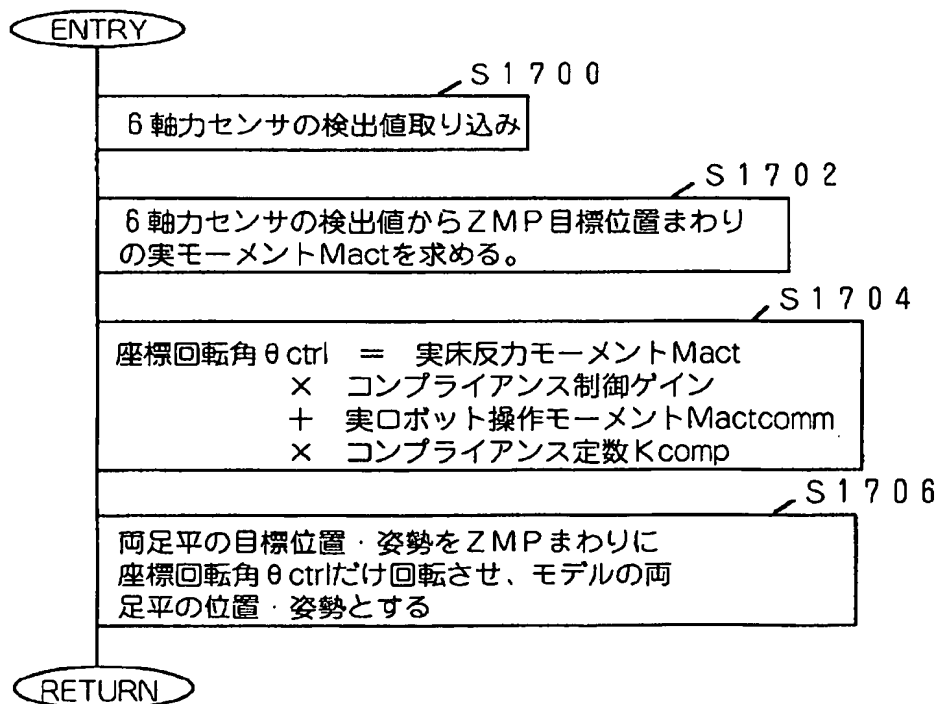 ENTRY
S1700
6軸力センサの検出値取り込み
S1702
6軸力センサの検出値からZMP目標位置まわり
の実モーメントMactを求める。
S1704
座標回転角θctrl ＝ 実床反力モーメントMact
× コンプライアンス制御ゲイン
＋ 実ロボット操作モーメントMactcomm
× コンプライアンス定数Kcomp
S1706
両足平の目標位置・姿勢をZMPまわりに
座標回転角θctrlだけ回転させ、モデルの両
足平の位置・姿勢とする
RETURN